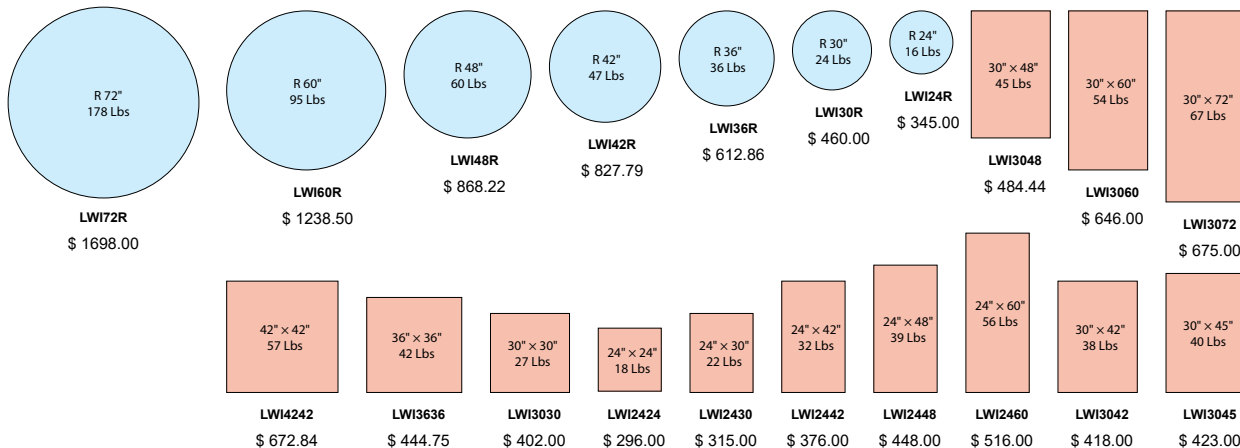 R 72"
178 Lbs
LWI72R
$ 1698.00
R 60"
95 Lbs
LWI60R
$ 1238.50
R 48"
60 Lbs
LWI48R
$ 868.22
R 42"
47 Lbs
LWI42R
$ 827.79
R 36"
36 Lbs
LWI36R
$ 612.86
R 30"
24 Lbs
LWI30R
$ 460.00
R 24"
16 Lbs
LWI24R
$ 345.00
30" × 48"
45 Lbs
LWI3048
$ 484.44
30" × 60"
54 Lbs
LWI3060
$ 646.00
30" × 72"
67 Lbs
LWI3072
$ 675.00
42" × 42"
57 Lbs
LWI4242
$ 672.84
36" × 36"
42 Lbs
LWI3636
$ 444.75
30" × 30"
27 Lbs
LWI3030
$ 402.00
24" × 24"
18 Lbs
LWI2424
$ 296.00
24" × 30"
22 Lbs
LWI2430
$ 315.00
24" × 42"
32 Lbs
LWI2442
$ 376.00
24" × 48"
39 Lbs
LWI2448
$ 448.00
24" × 60"
56 Lbs
LWI2460
$ 516.00
30" × 42"
38 Lbs
LWI3042
$ 418.00
30" × 45"
40 Lbs
LWI3045
$ 423.00